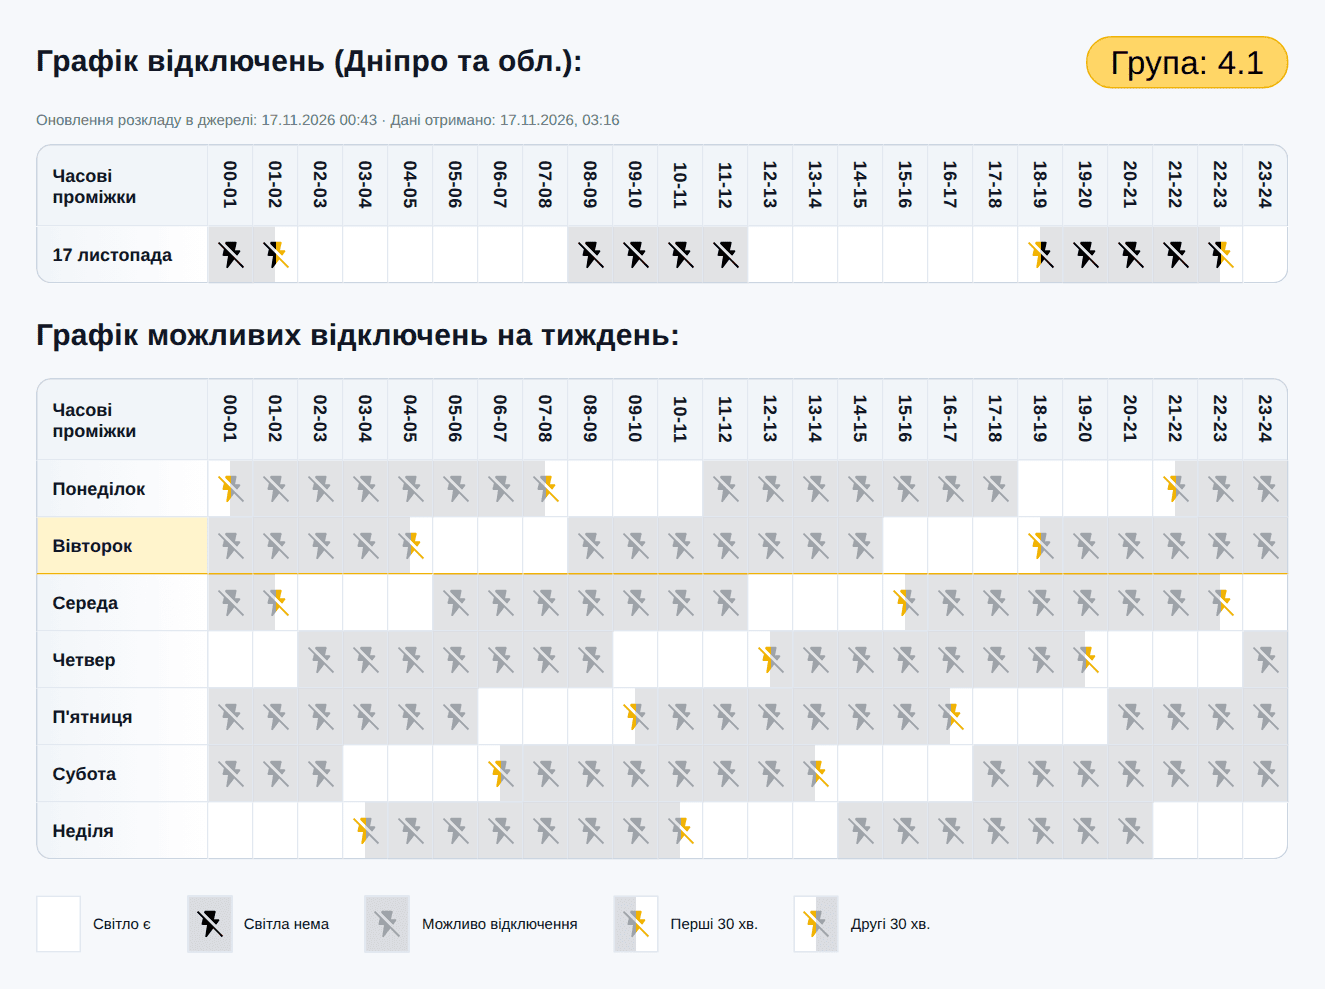 Графік відключень (Дніпро та обл.):
Група: 4.1
Оновлення розкладу в джерелі: 17.11.2026 00:43 · Дані отримано: 17.11.2026, 03:16
Часові
проміжки
00-01 01-02 02-03 03-04 04-05 05-06 06-07 07-08 08-09 09-10 10-11 11-12 12-13 13-14 14-15 15-16 16-17 17-18 18-19 19-20 20-21 21-22 22-23 23-24
17 листопада
Графік можливих відключень на тиждень:
Часові
проміжки
00-01 01-02 02-03 03-04 04-05 05-06 06-07 07-08 08-09 09-10 10-11 11-12 12-13 13-14 14-15 15-16 16-17 17-18 18-19 19-20 20-21 21-22 22-23 23-24
Понеділок
Вівторок
Середа
Четвер
П'ятниця
Субота
Неділя
Світло є
Світла нема
Можливо відключення
Перші 30 хв.
Другі 30 хв.